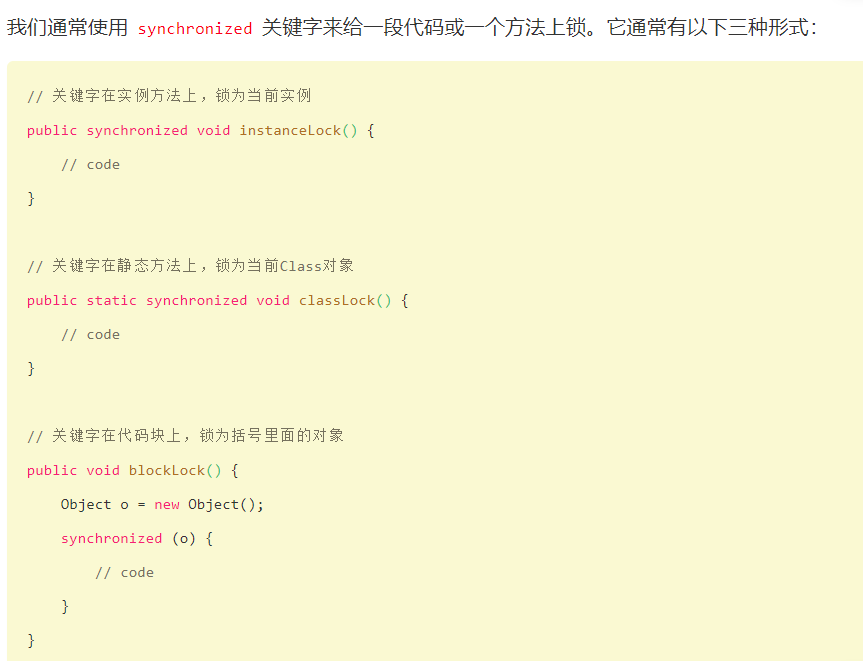 我们通常使用 synchronized 关键字来给一段代码或一个方法上锁。它通常有以下三种形式：
// 关键字在实例方法上，锁为当前实例
public synchronized void instanceLock() {
    // code
}
// 关键字在静态方法上，锁为当前Class对象
public static synchronized void classLock() {
    // code
}
// 关键字在代码块上，锁为括号里面的对象
public void blockLock() {
    Object o = new Object();
    synchronized (o) {
        // code
    }
}